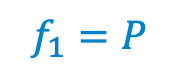 f₁ = P